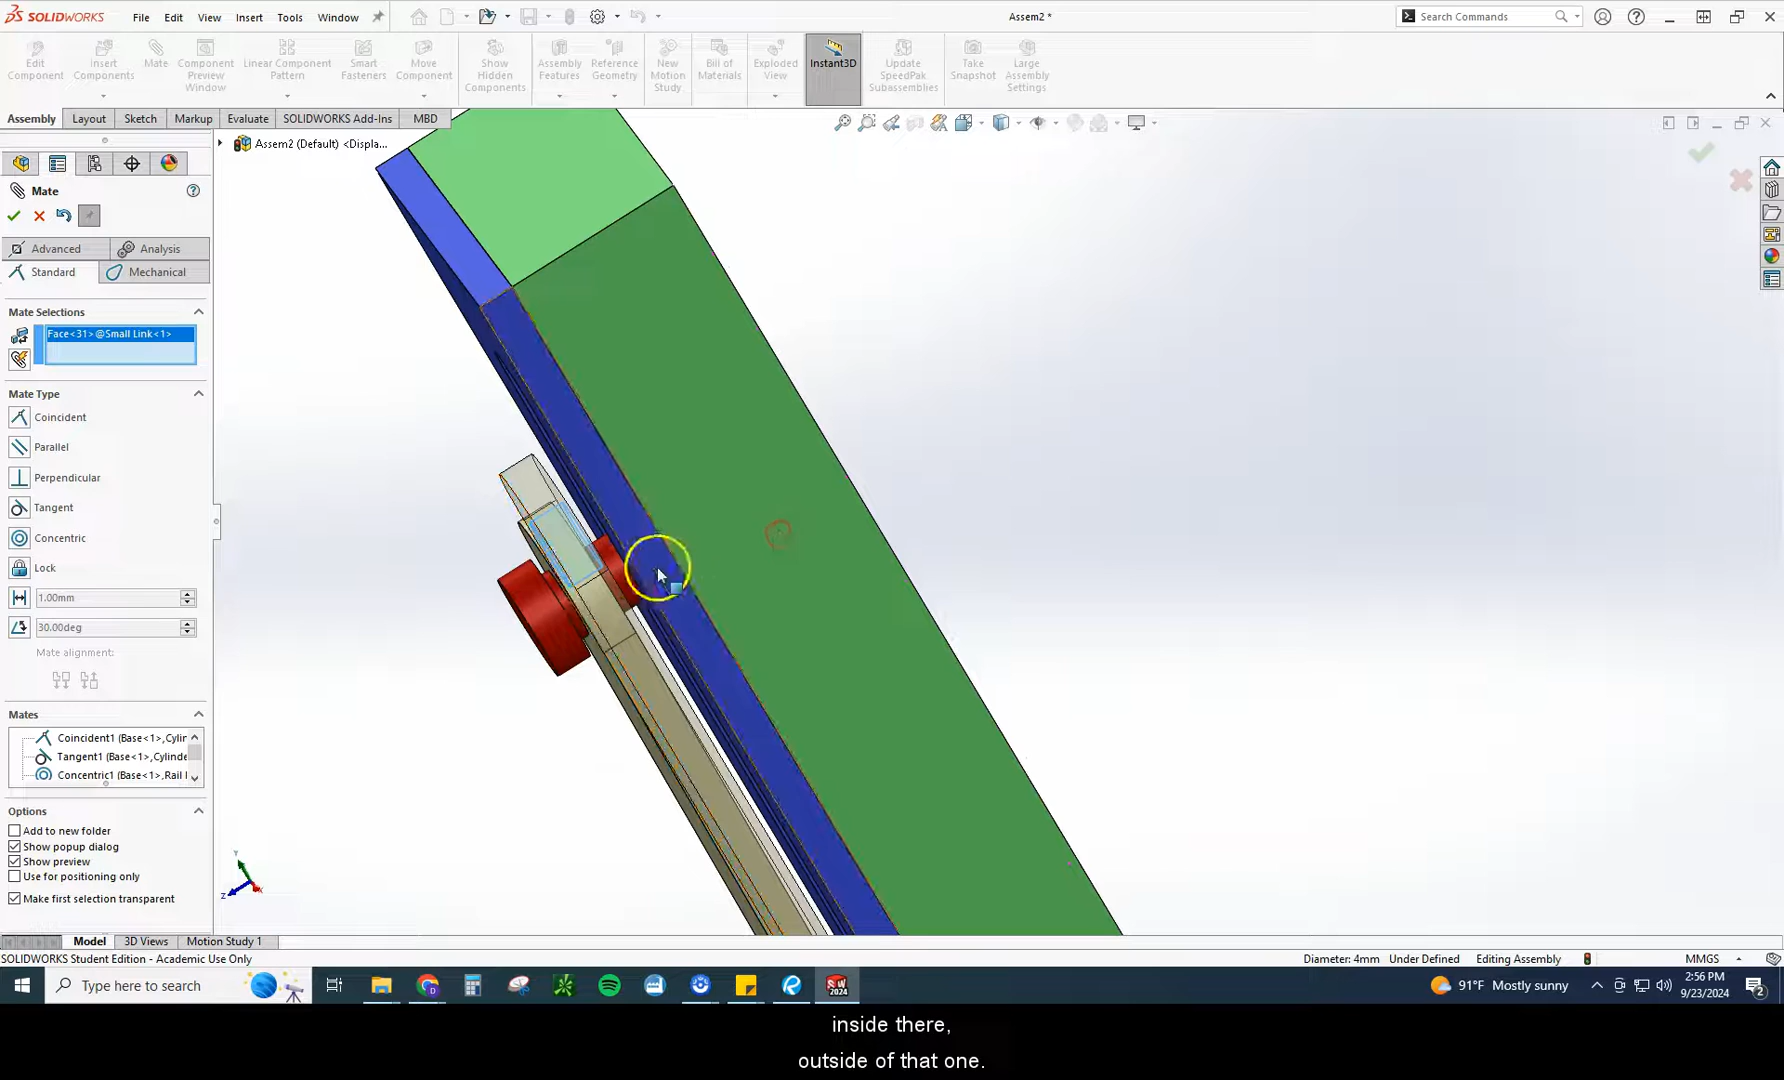 SOLIDWORKS
File
Edit
View
Insert
Tools
Window
Assem2 *
Search Commands
Edit Component
Insert Components
Mate
Component Preview Window
Linear Component Pattern
Smart Fasteners
Move Component
Show Hidden Components
Assembly Features
Reference Geometry
New Motion Study
Bill of Materials
Exploded View
Instant3D
Update SpeedPak Subassemblies
Take Snapshot
Large Assembly Settings
Assembly
Layout
Sketch
Markup
Evaluate
SOLIDWORKS Add-Ins
MBD
Assem2 (Default) <Displa...
Mate
Advanced
Analysis
Standard
Mechanical
Mate Selections
Face<31>@Small Link<1>
Mate Type
Coincident
Parallel
Perpendicular
Tangent
Concentric
Lock
1.00mm
30.00deg
Mate alignment:
Mates
Coincident1 (Base<1>,Cylin
Tangent1 (Base<1>,Cylinde
Concentric1 (Base<1>,Rail
Options
Add to new folder
Show popup dialog
Show preview
Use for positioning only
Make first selection transparent
Y
Z
Model
3D Views
Motion Study 1
SOLIDWORKS Student Edition - Academic Use Only
Diameter: 4mm
Under Defined
Editing Assembly
MMGS
Type here to search
SW
2024
91°F Mostly sunny
2:56 PM
9/23/2024
2
inside there,
outside of that one.